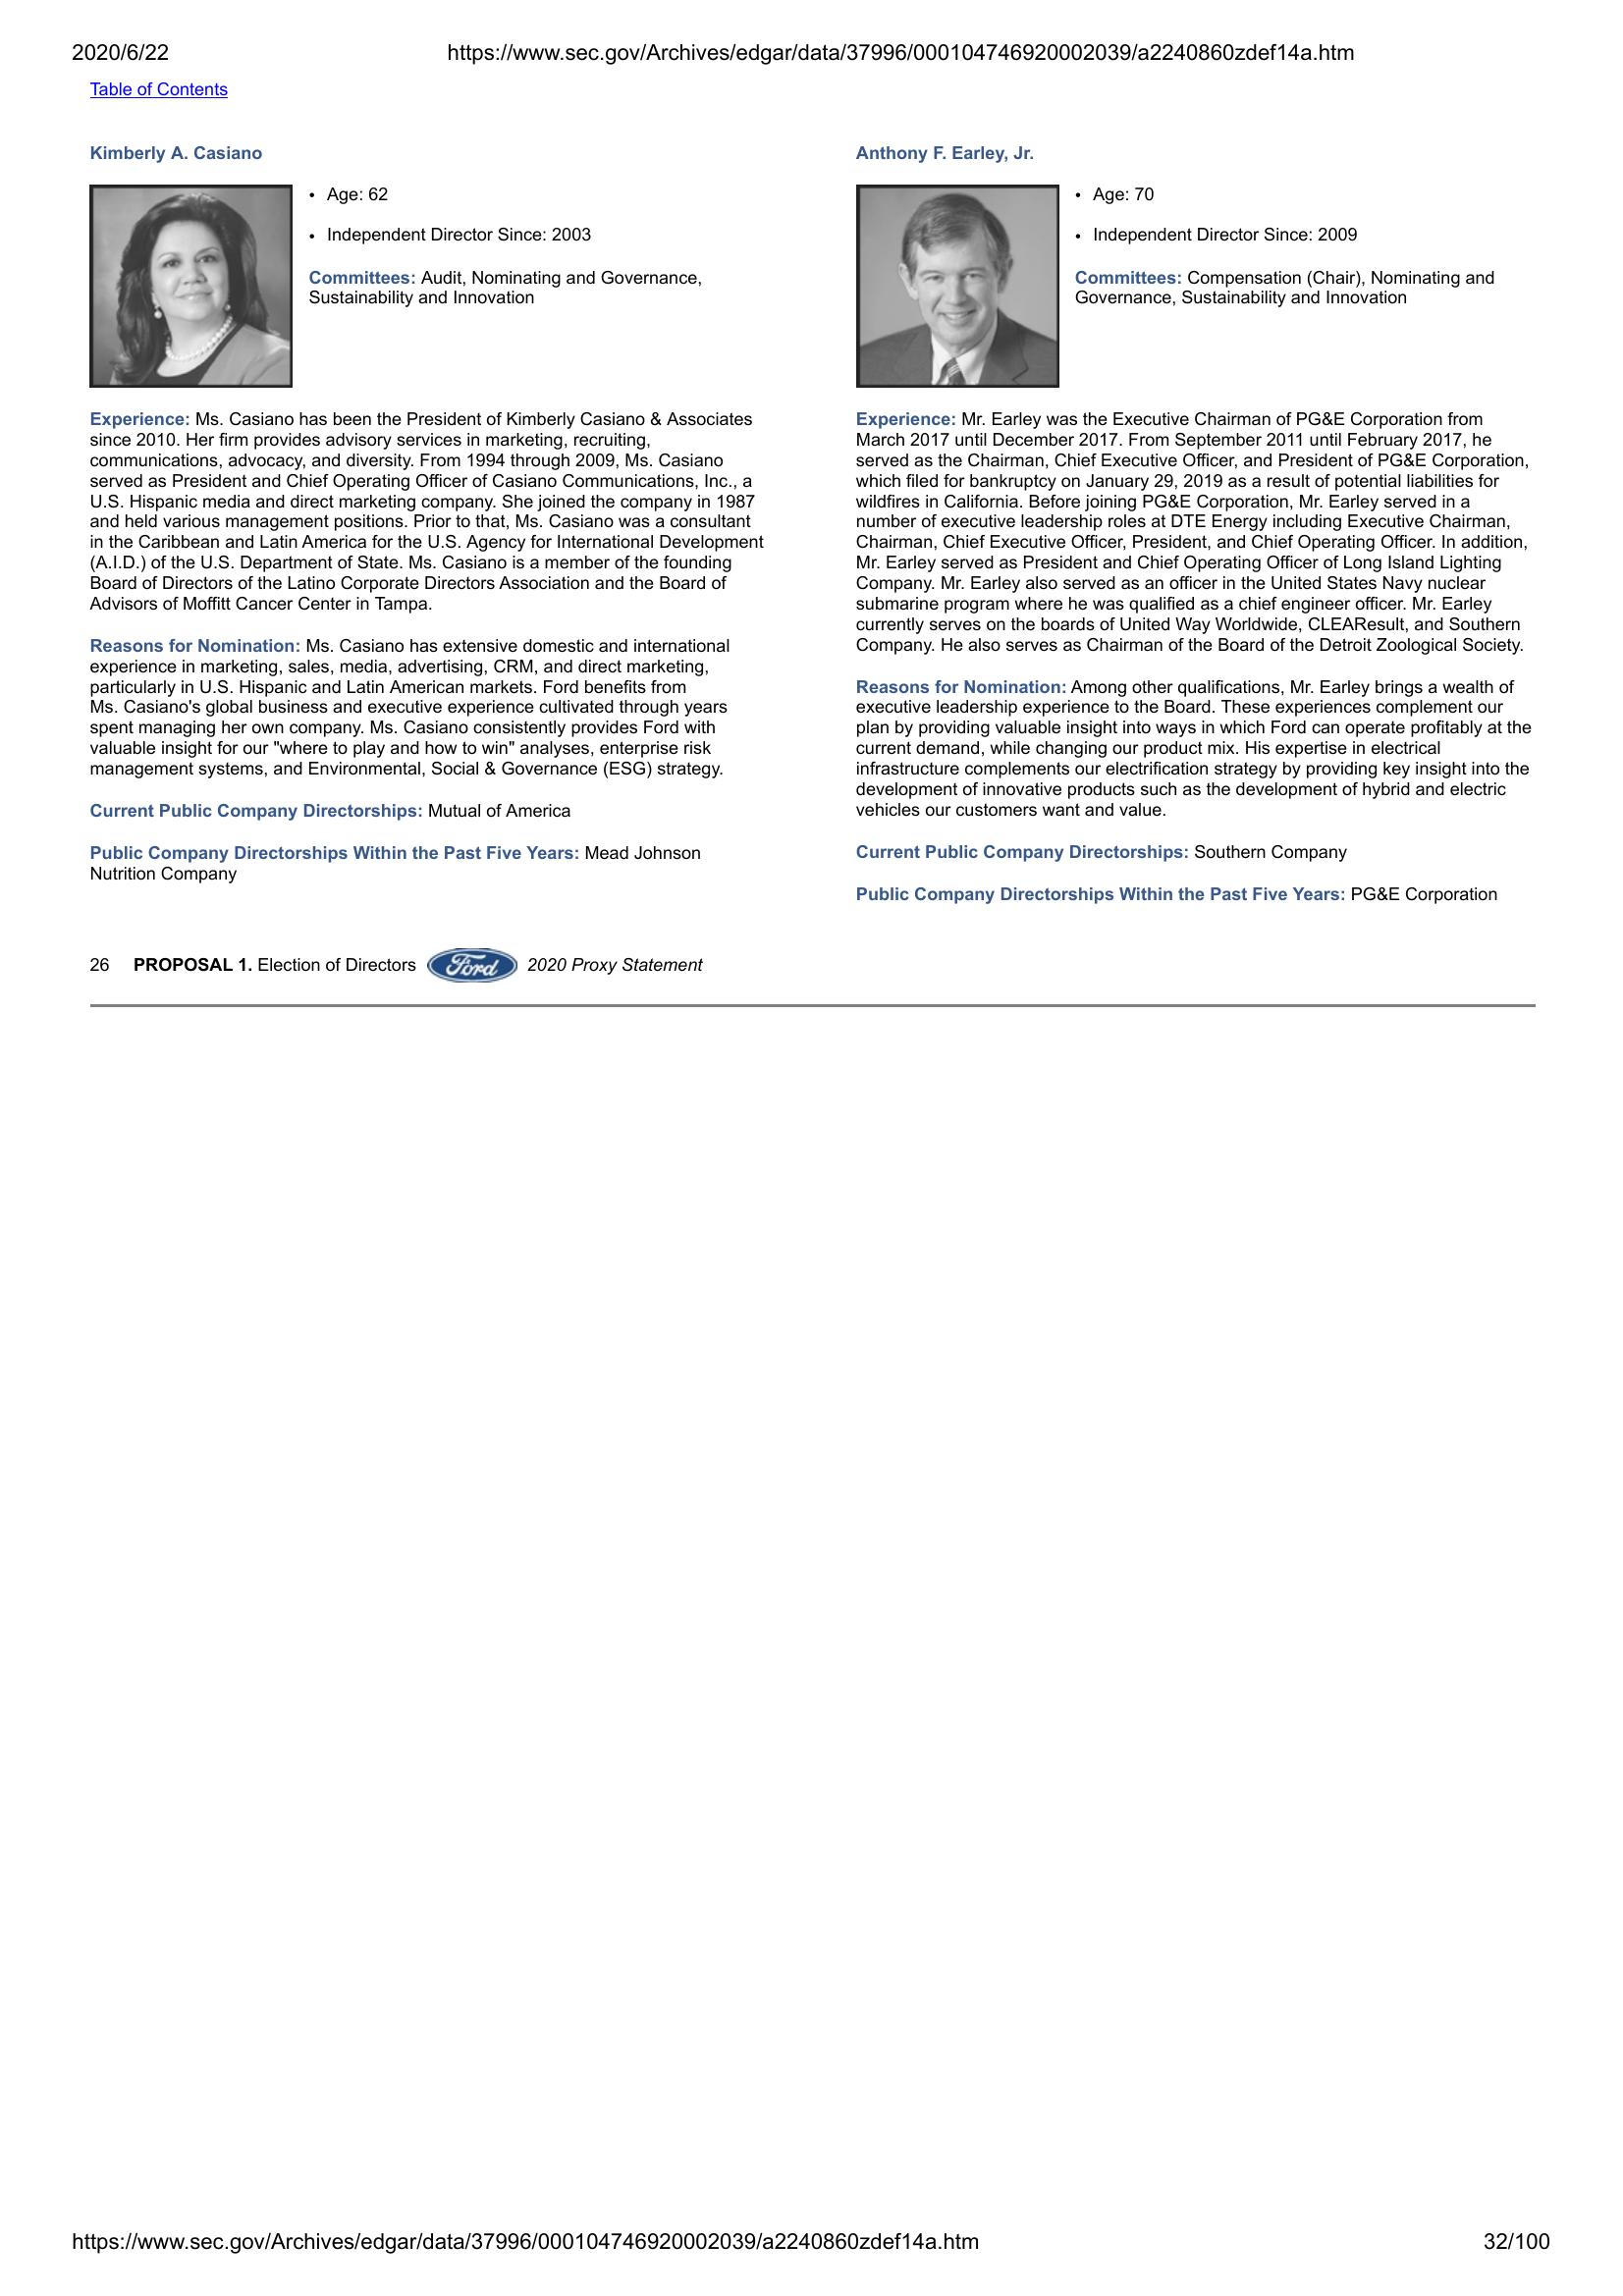 2020/6/22
https://www.sec.gov/Archives/edgar/data/37996/000104746920002039/a2240860zdef14a.htm
Table of Contents
Kimberly A. Casiano
• Age: 62
• Independent Director Since: 2003
Committees: Audit, Nominating and Governance,
Sustainability and Innovation
Experience: Ms. Casiano has been the President of Kimberly Casiano & Associates
since 2010. Her firm provides advisory services in marketing, recruiting,
communications, advocacy, and diversity. From 1994 through 2009, Ms. Casiano
served as President and Chief Operating Officer of Casiano Communications, Inc., a
U.S. Hispanic media and direct marketing company. She joined the company in 1987
and held various management positions. Prior to that, Ms. Casiano was a consultant
in the Caribbean and Latin America for the U.S. Agency for International Development
(A.I.D.) of the U.S. Department of State. Ms. Casiano is a member of the founding
Board of Directors of the Latino Corporate Directors Association and the Board of
Advisors of Moffitt Cancer Center in Tampa.
Reasons for Nomination: Ms. Casiano has extensive domestic and international
experience in marketing, sales, media, advertising, CRM, and direct marketing,
particularly in U.S. Hispanic and Latin American markets. Ford benefits from
Ms. Casiano's global business and executive experience cultivated through years
spent managing her own company. Ms. Casiano consistently provides Ford with
valuable insight for our "where to play and how to win" analyses, enterprise risk
management systems, and Environmental, Social & Governance (ESG) strategy.
Current Public Company Directorships: Mutual of America
Public Company Directorships Within the Past Five Years: Mead Johnson
Nutrition Company
Anthony F. Earley, Jr.
• Age: 70
• Independent Director Since: 2009
Committees: Compensation (Chair), Nominating and
Governance, Sustainability and Innovation
Experience: Mr. Earley was the Executive Chairman of PG&E Corporation from
March 2017 until December 2017. From September 2011 until February 2017, he
served as the Chairman, Chief Executive Officer, and President of PG&E Corporation,
which filed for bankruptcy on January 29, 2019 as a result of potential liabilities for
wildfires in California. Before joining PG&E Corporation, Mr. Earley served in a
number of executive leadership roles at DTE Energy including Executive Chairman,
Chairman, Chief Executive Officer, President, and Chief Operating Officer. In addition,
Mr. Earley served as President and Chief Operating Officer of Long Island Lighting
Company. Mr. Earley also served as an officer in the United States Navy nuclear
submarine program where he was qualified as a chief engineer officer. Mr. Earley
currently serves on the boards of United Way Worldwide, CLEAResult, and Southern
Company. He also serves as Chairman of the Board of the Detroit Zoological Society.
Reasons for Nomination: Among other qualifications, Mr. Earley brings a wealth of
executive leadership experience to the Board. These experiences complement our
plan by providing valuable insight into ways in which Ford can operate profitably at the
current demand, while changing our product mix. His expertise in electrical
infrastructure complements our electrification strategy by providing key insight into the
development of innovative products such as the development of hybrid and electric
vehicles our customers want and value.
Current Public Company Directorships: Southern Company
Public Company Directorships Within the Past Five Years: PG&E Corporation
26 PROPOSAL 1. Election of Directors Ford 2020 Proxy Statement
https://www.sec.gov/Archives/edgar/data/37996/000104746920002039/a2240860zdef14a.htm
32/100